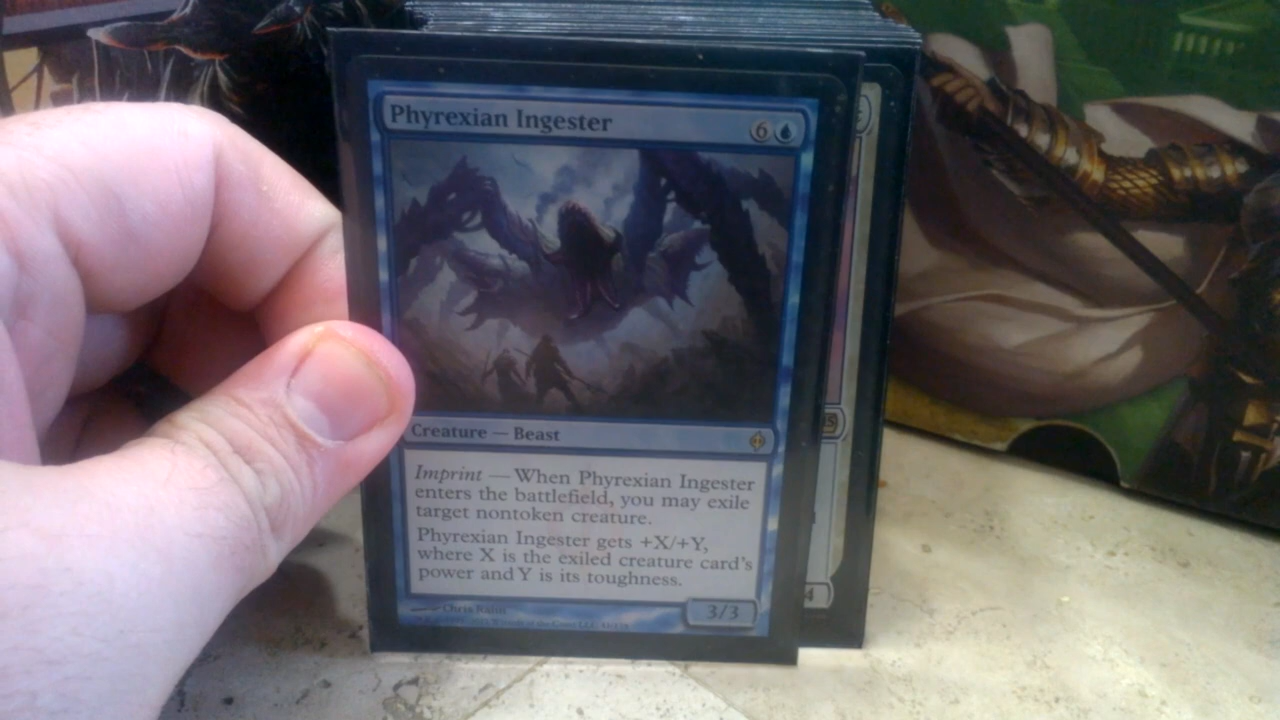 Phyrexian Ingester
6
Creature — Beast
Imprint — When Phyrexian Ingester
enters the battlefield, you may exile
target nontoken creature.
Phyrexian Ingester gets +X/+Y,
where X is the exiled creature card's
power and Y is its toughness.
Chris Rahn
3/3